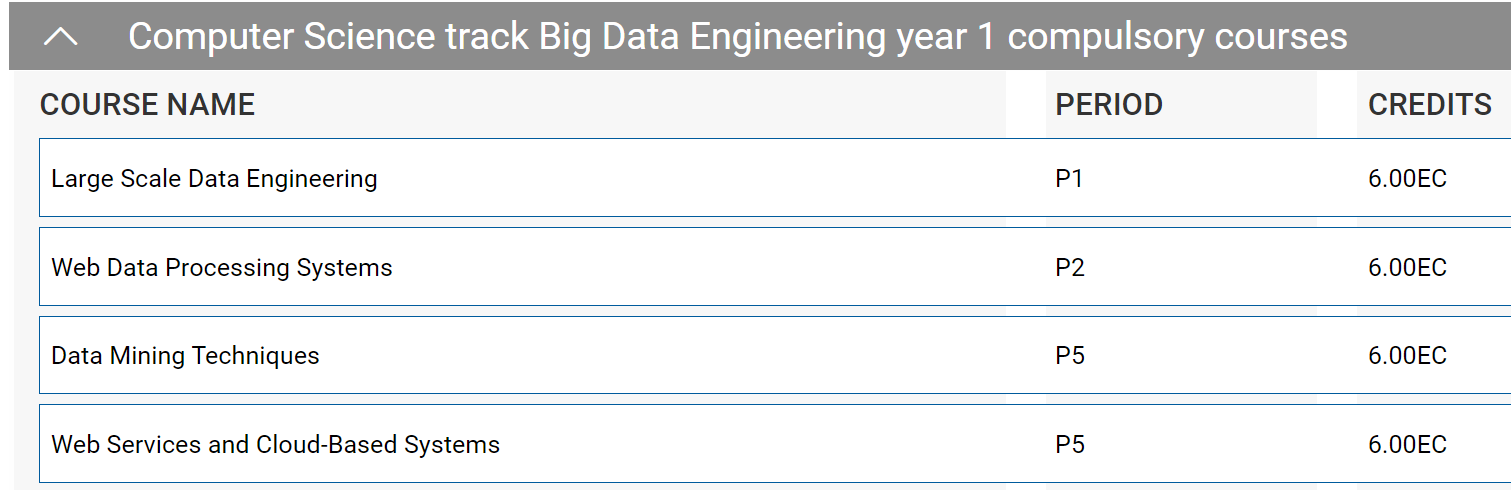 Computer Science track Big Data Engineering year 1 compulsory courses
COURSE NAME PERIOD CREDITS
Large Scale Data Engineering P1 6.00EC
Web Data Processing Systems P2 6.00EC
Data Mining Techniques P5 6.00EC
Web Services and Cloud-Based Systems P5 6.00EC